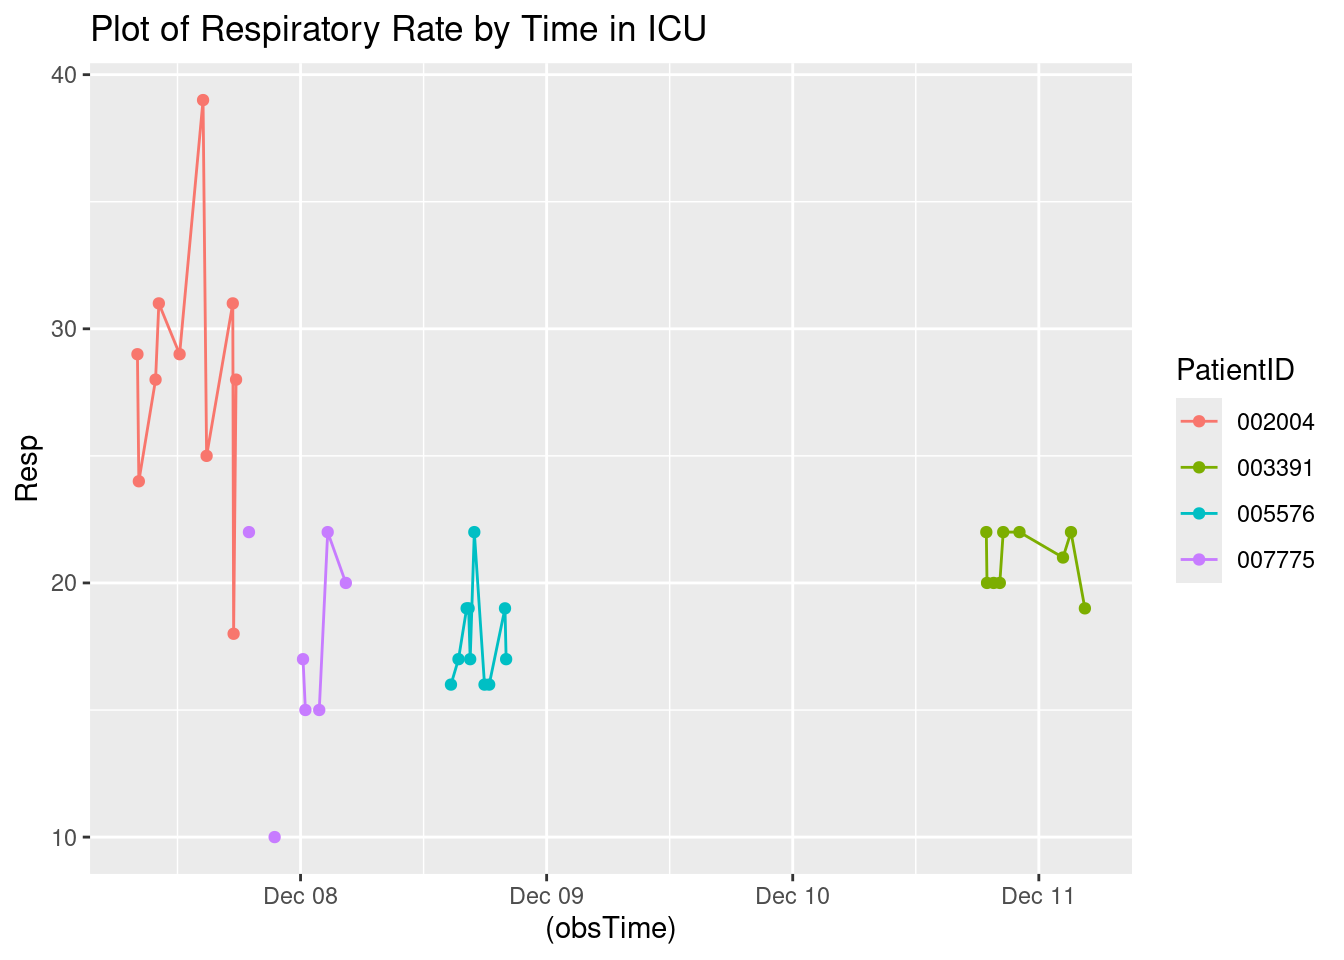 Plot of Respiratory Rate by Time in ICU
40
30
20
10
Resp
Dec 08 Dec 09 Dec 10 Dec 11
(obsTime)
PatientID
002004
003391
005576
007775